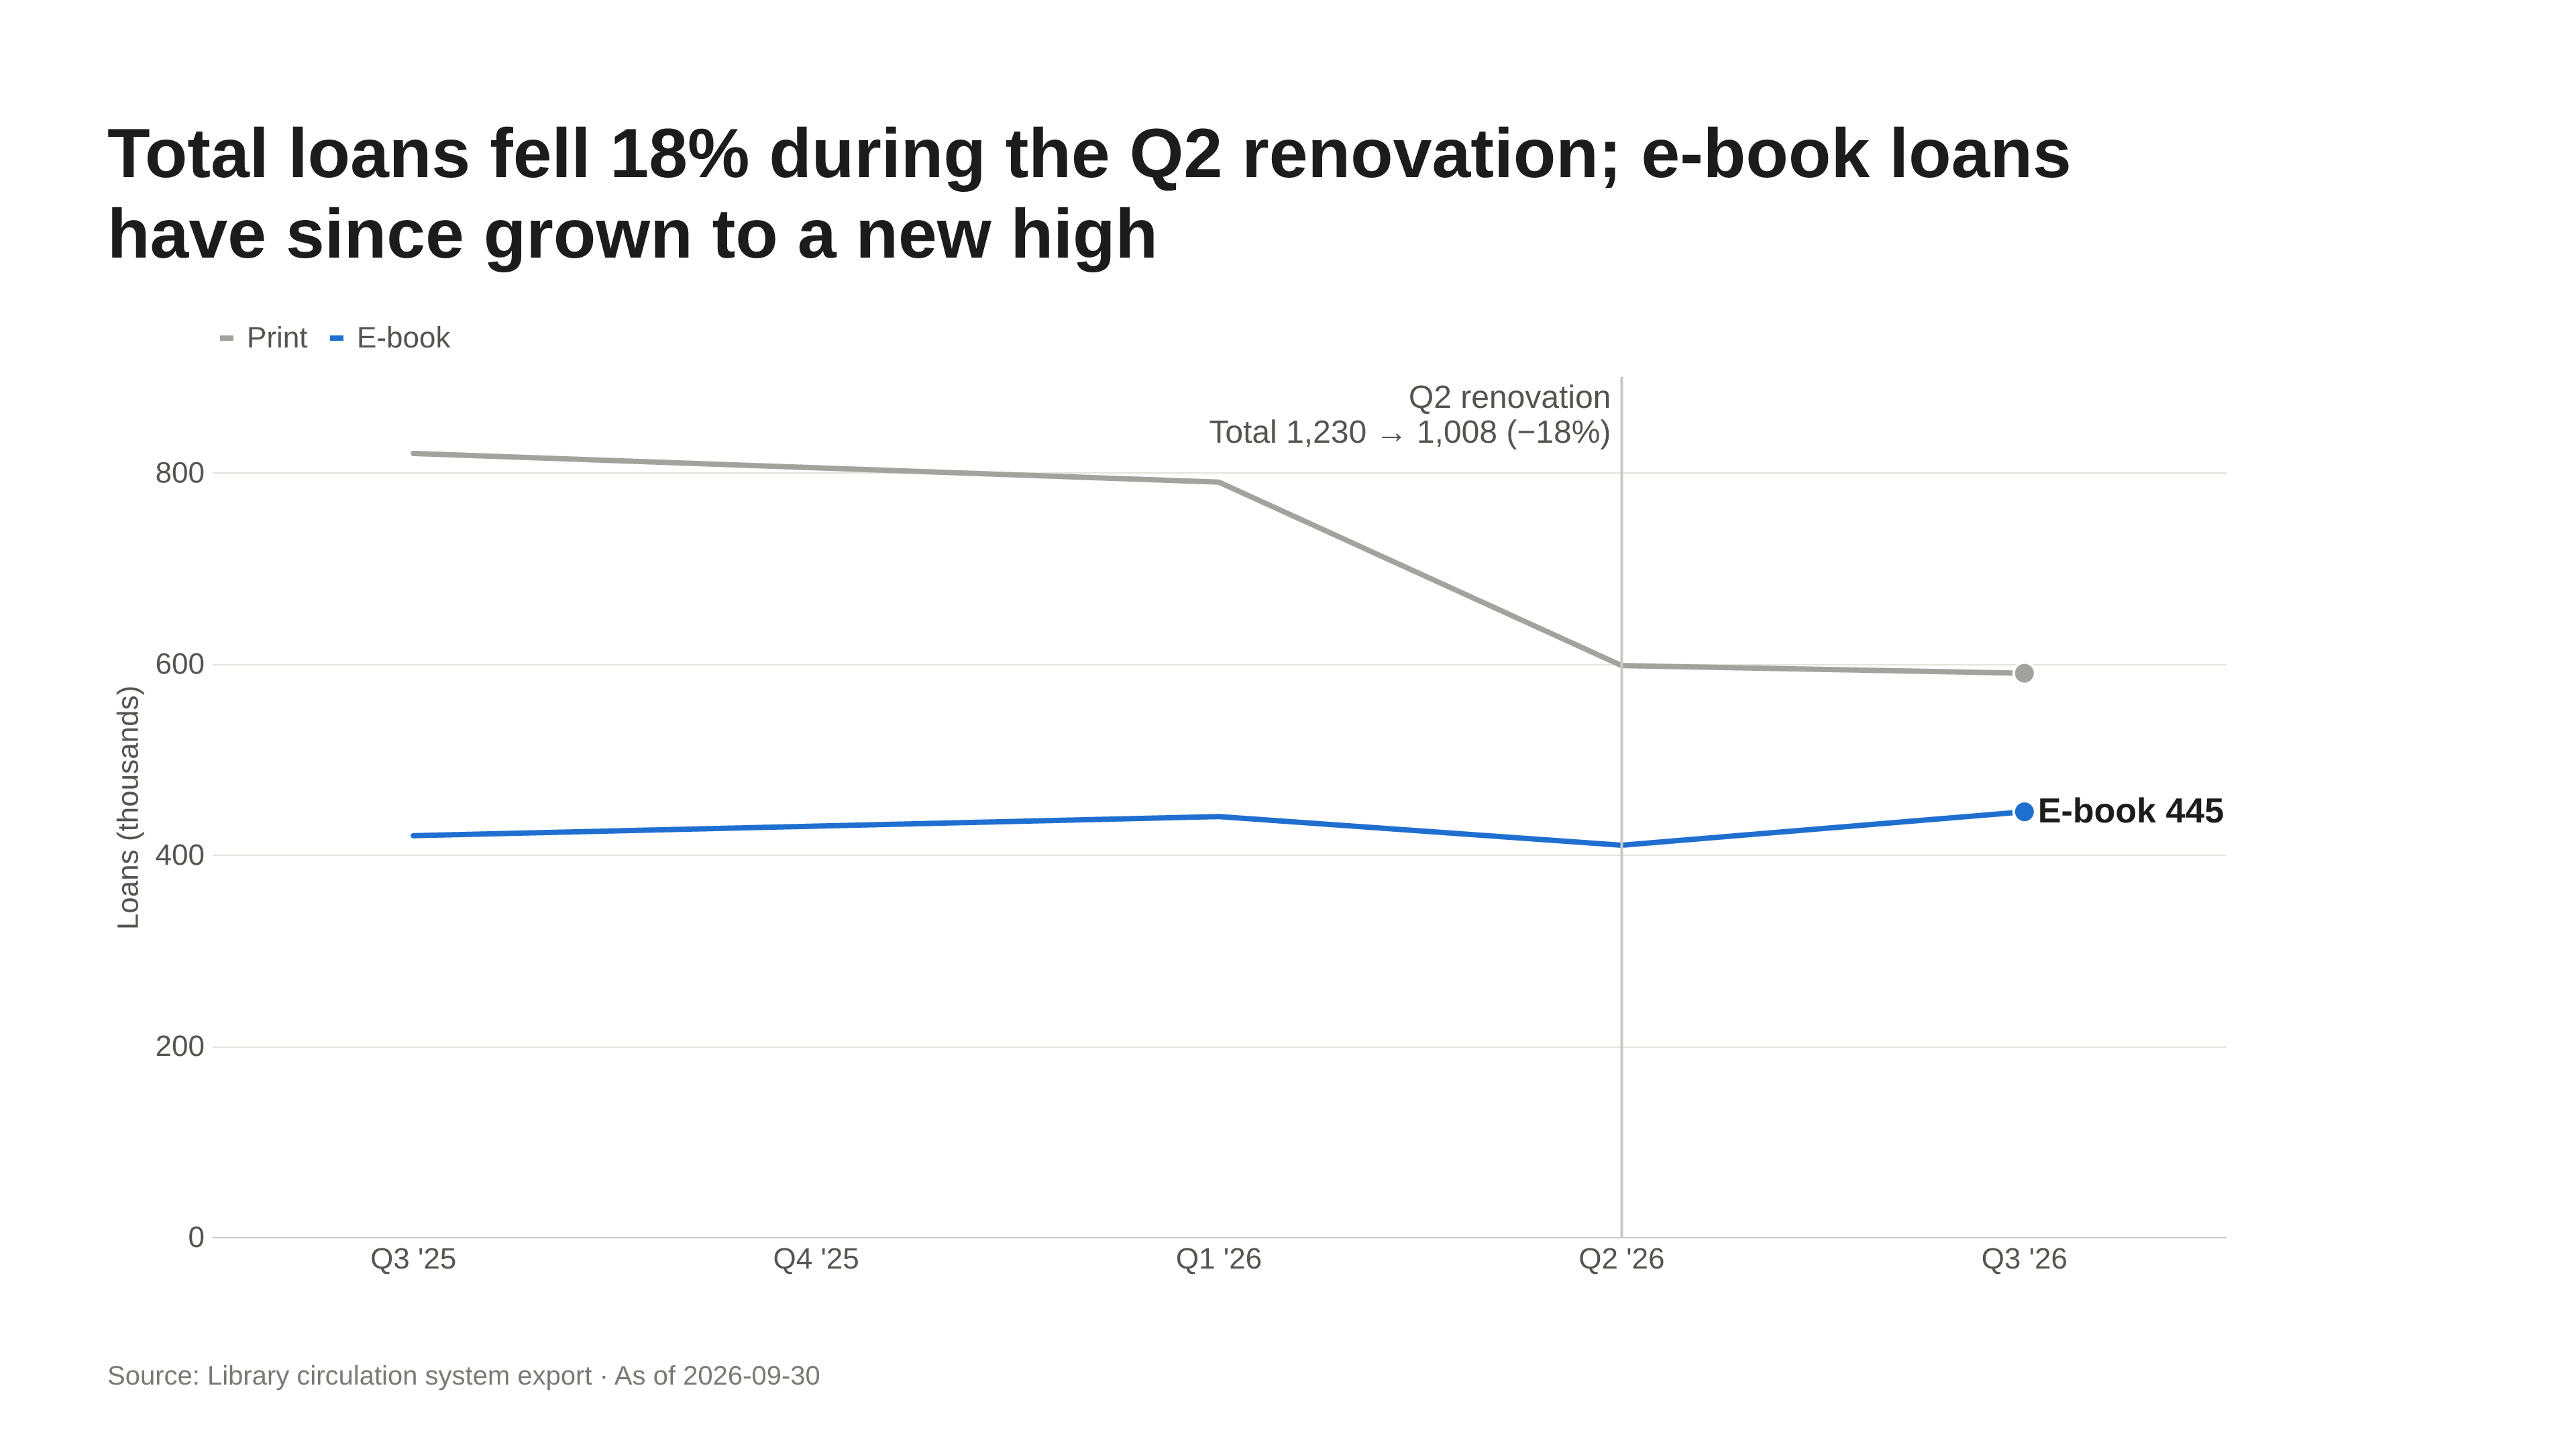 Total loans fell 18% during the Q2 renovation; e-book loans
have since grown to a new high
Print E-book
Q2 renovation
Total 1,230 → 1,008 (−18%)
Loans (thousands)
800
600
400
200
0
E-book 445
Q3 '25 Q4 '25 Q1 '26 Q2 '26 Q3 '26
Source: Library circulation system export · As of 2026-09-30